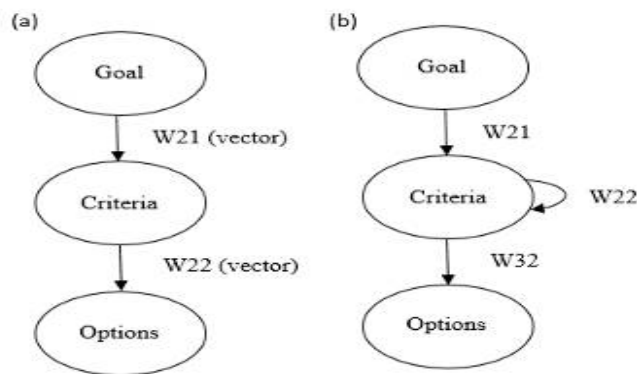 (a)
Goal
W21 (vector)
Criteria
W22 (vector)
Options
(b)
Goal
W21
Criteria
W22
W32
Options